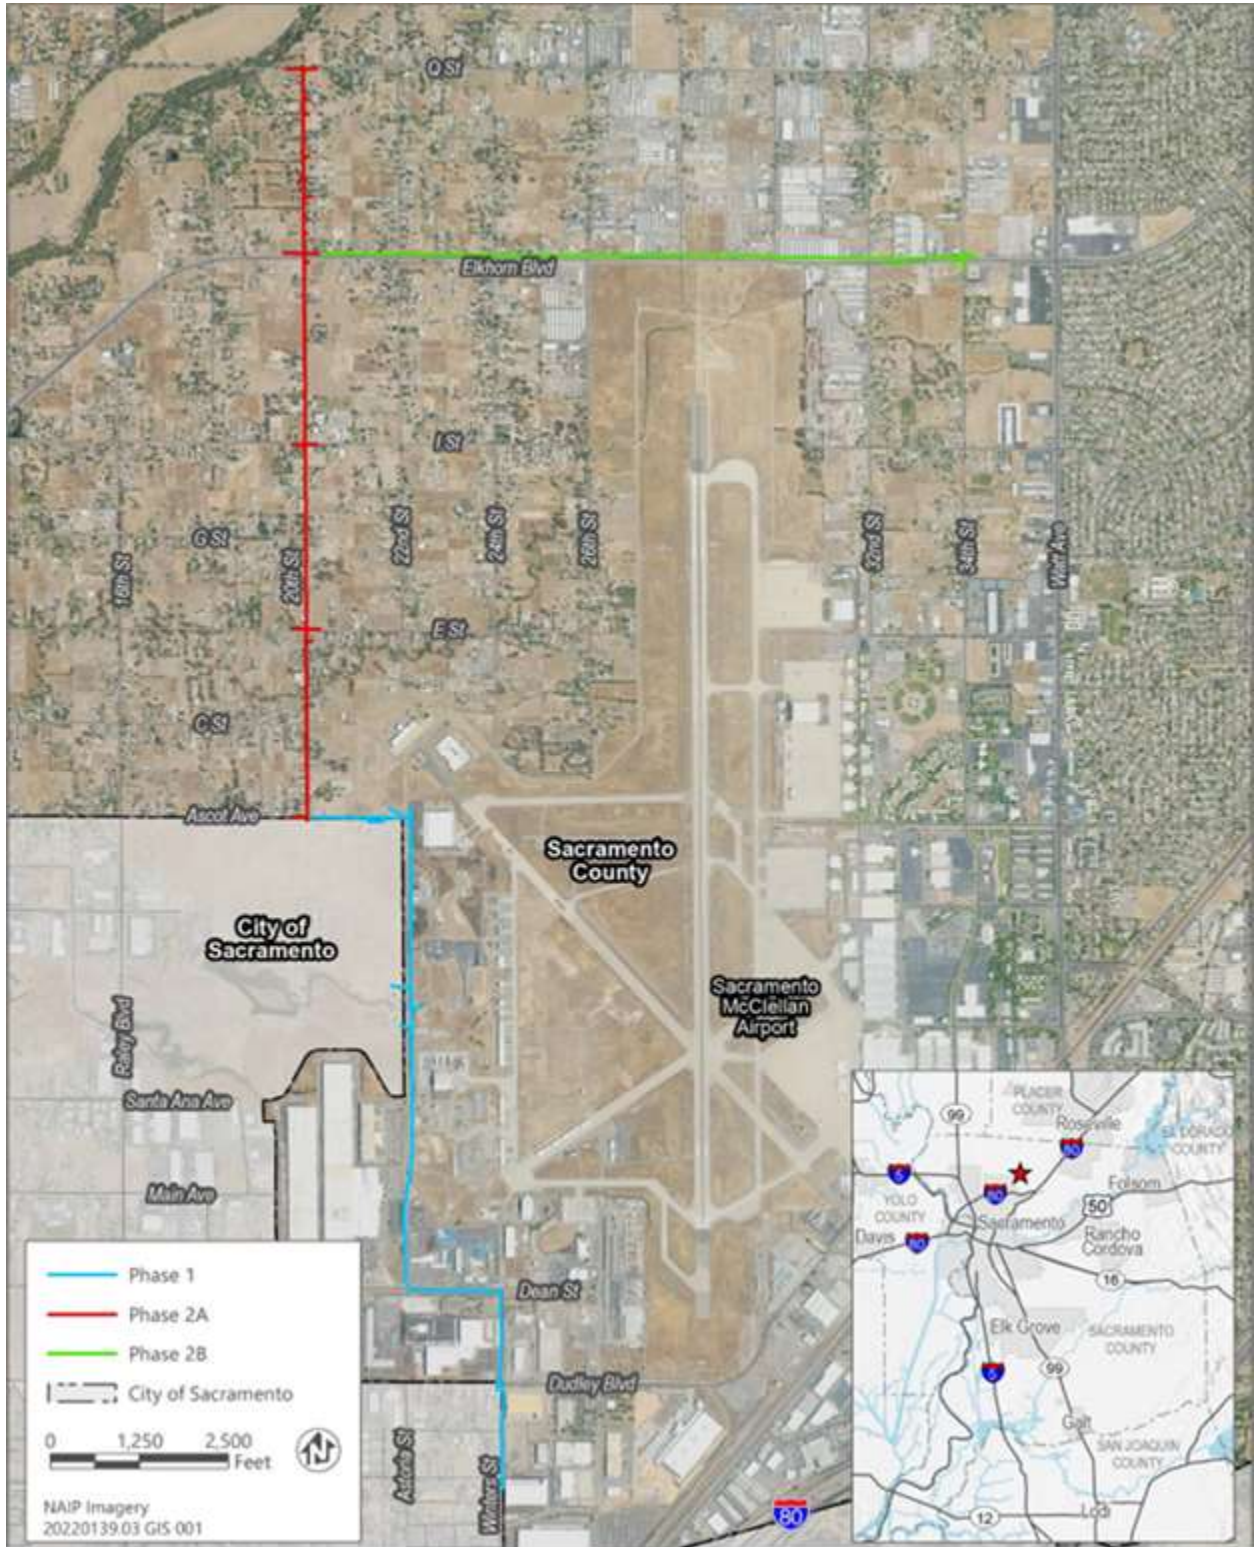 Q St
Elkhorn Blvd
I St
18th St
G St
20th St
22nd St
24th St
26th St
32nd St
34th St
Watt Ave
E St
C St
Ascot Ave
Sacramento
County
City of
Sacramento
Sacramento
McClellan
Airport
Raley Blvd
Santa Ana Ave
Main Ave
Dean St
Dudley Blvd
Astoria St
Winters St
80
Phase 1
Phase 2A
Phase 2B
City of Sacramento
0 1,250 2,500
Feet
N
NAIP Imagery
20220139.03 GIS 001
PLACER
COUNTY
99
Roseville
EL DORADO
COUNTY
80
5
80
Folsom
YOLO
COUNTY
50
Sacramento
Davis
80
Rancho
Cordova
16
Elk Grove
SACRAMENTO
COUNTY
99
5
Galt
SAN JOAQUIN
COUNTY
12
Lodi